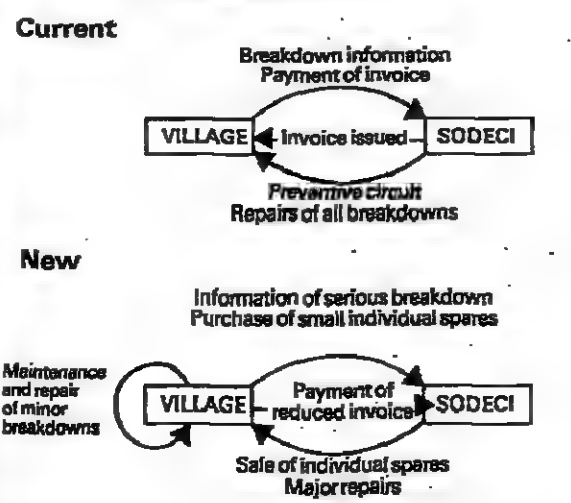 Current
Breakdown information
Payment of invoice
VILLAGE
Invoice issued
SODECI
Preventive circuit
Repairs of all breakdowns
New
Information of serious breakdown
Purchase of small individual spares
Maintenance
and repair
of minor
breakdowns
VILLAGE
Payment of
reduced invoice
SODECI
Sale of individual spares
Major repairs